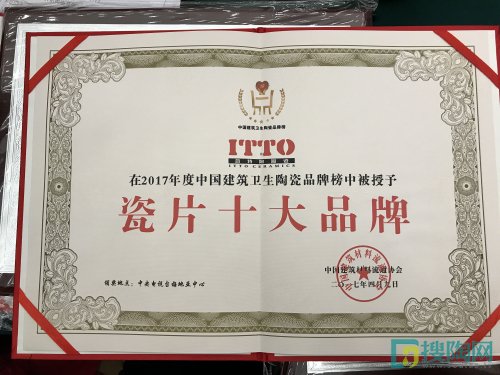 中国建筑卫生陶瓷品牌榜
ITTO
ITTO CERAMICS
在2017年度中国建筑卫生陶瓷品牌榜中被授予
瓷片十大品牌
中国建筑材料流通协会
二〇一七年四月九日
颁奖地点：中央电视台梅地亚中心
搜陶网